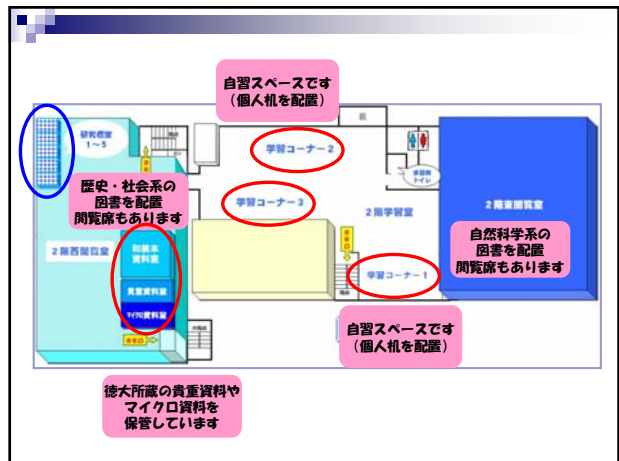 自習スペースです
（個人机を配置）
研究個室
1～5
学習コーナー2
多目的
トイレ
歴史・社会系の
図書を配置
閲覧席もあります
学習コーナー3
2階学習室
2階東閲覧室
自然科学系の
図書を配置
閲覧席もあります
2階西閲覧室
和装本
資料室
貴重資料室
マイクロ資料室
学習コーナー1
自習スペースです
（個人机を配置）
徳大所蔵の貴重資料や
マイクロ資料を
保管しています